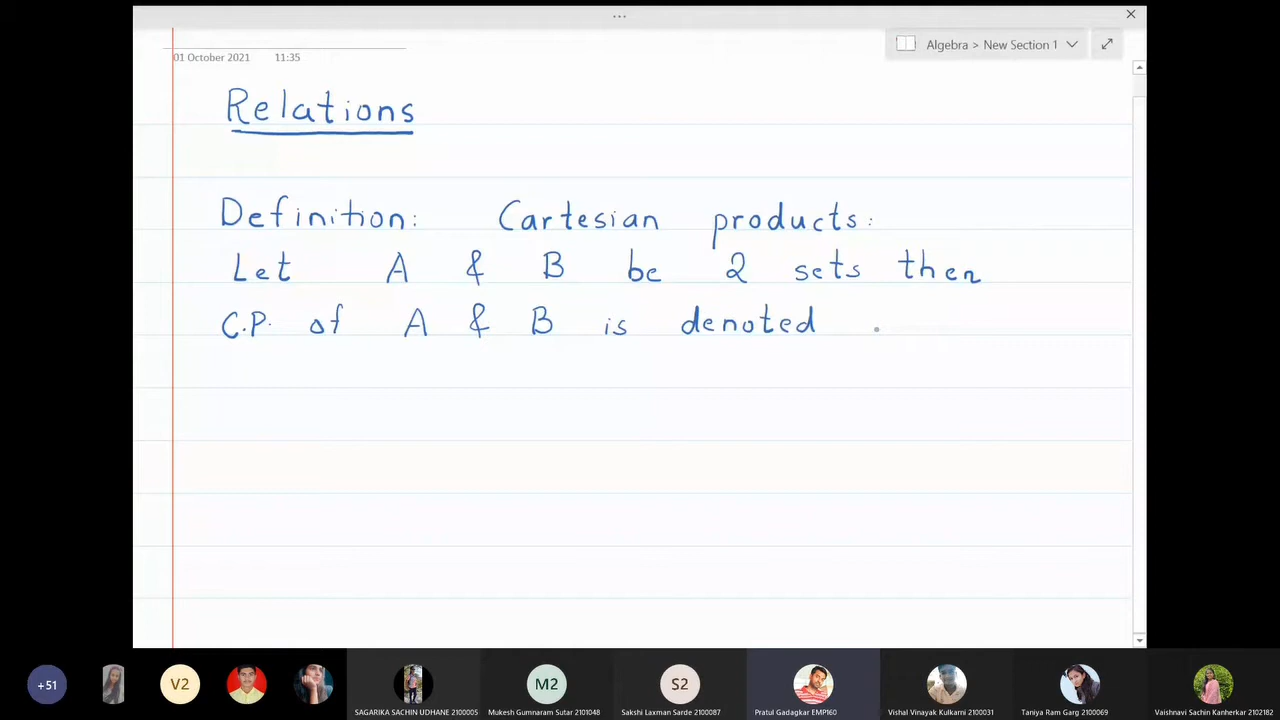 Algebra > New Section 1
01 October 2021 11:35
Relations
Definition: Cartesian products:
Let A & B be 2 sets then
C.P. of A & B is denoted
+51
V2
M2
S2
SAGARIKA SACHIN UDHANE 2100005
Mukesh Gumnaram Sutar 2101048
Sakshi Laxman Sarde 2100087
Pratul Gadagkar EMP160
Vishal Vinayak Kulkarni 2100031
Taniya Ram Garg 2100069
Vaishnavi Sachin Kanherkar 2102182